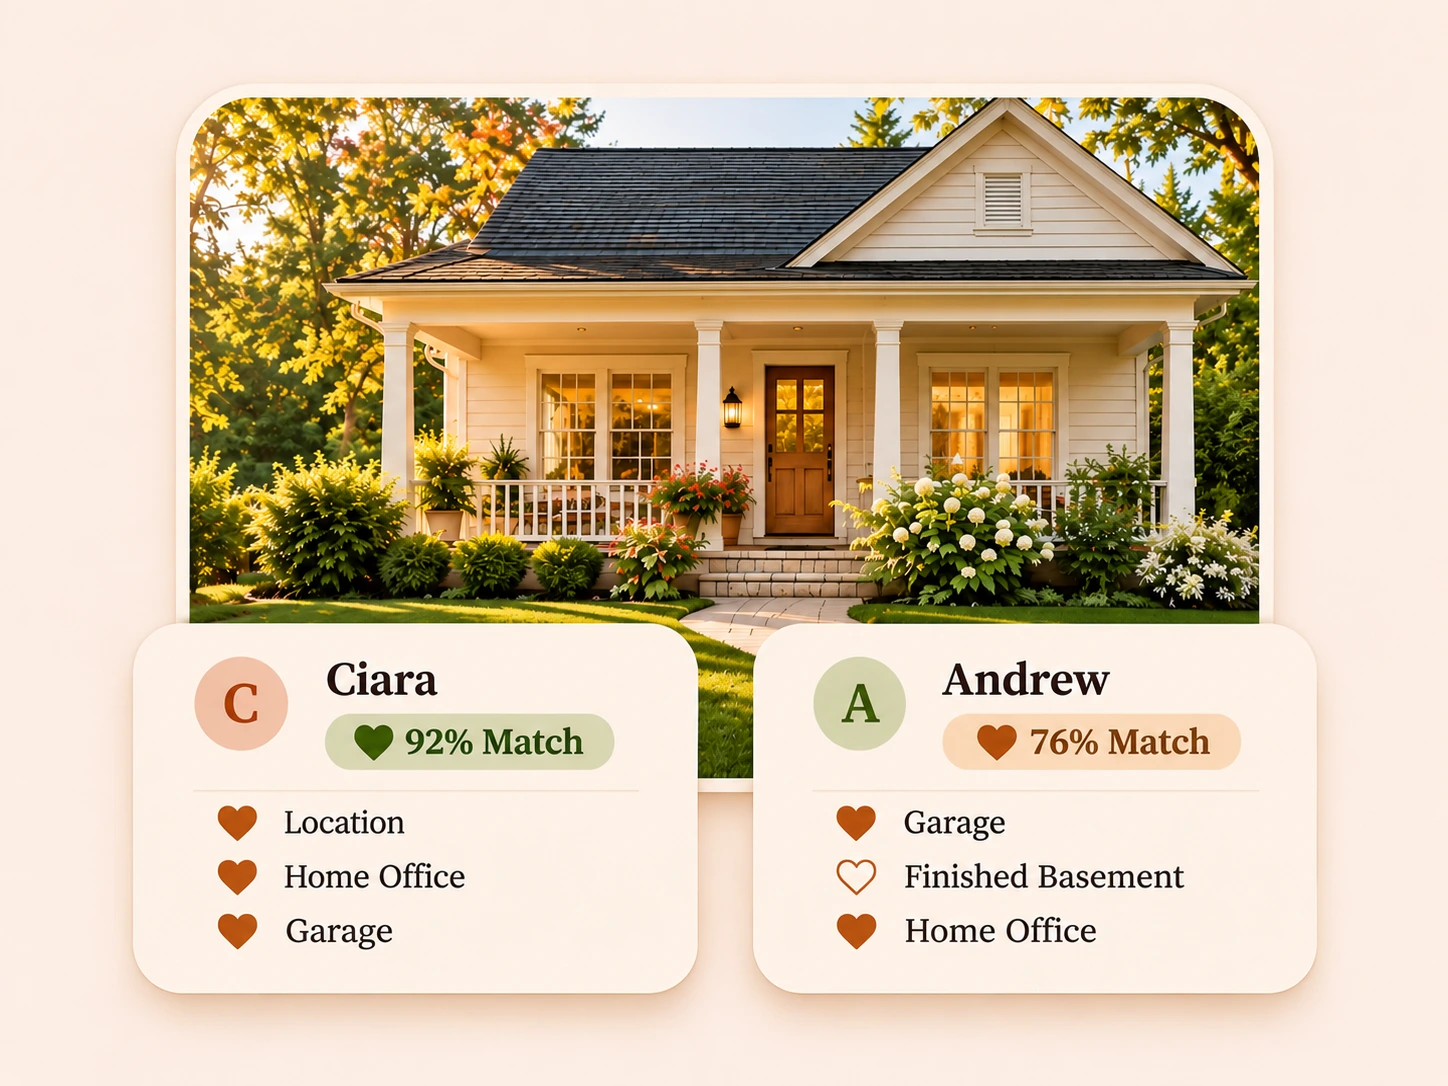 C
Ciara
92% Match
Location
Home Office
Garage
A
Andrew
76% Match
Garage
Finished Basement
Home Office